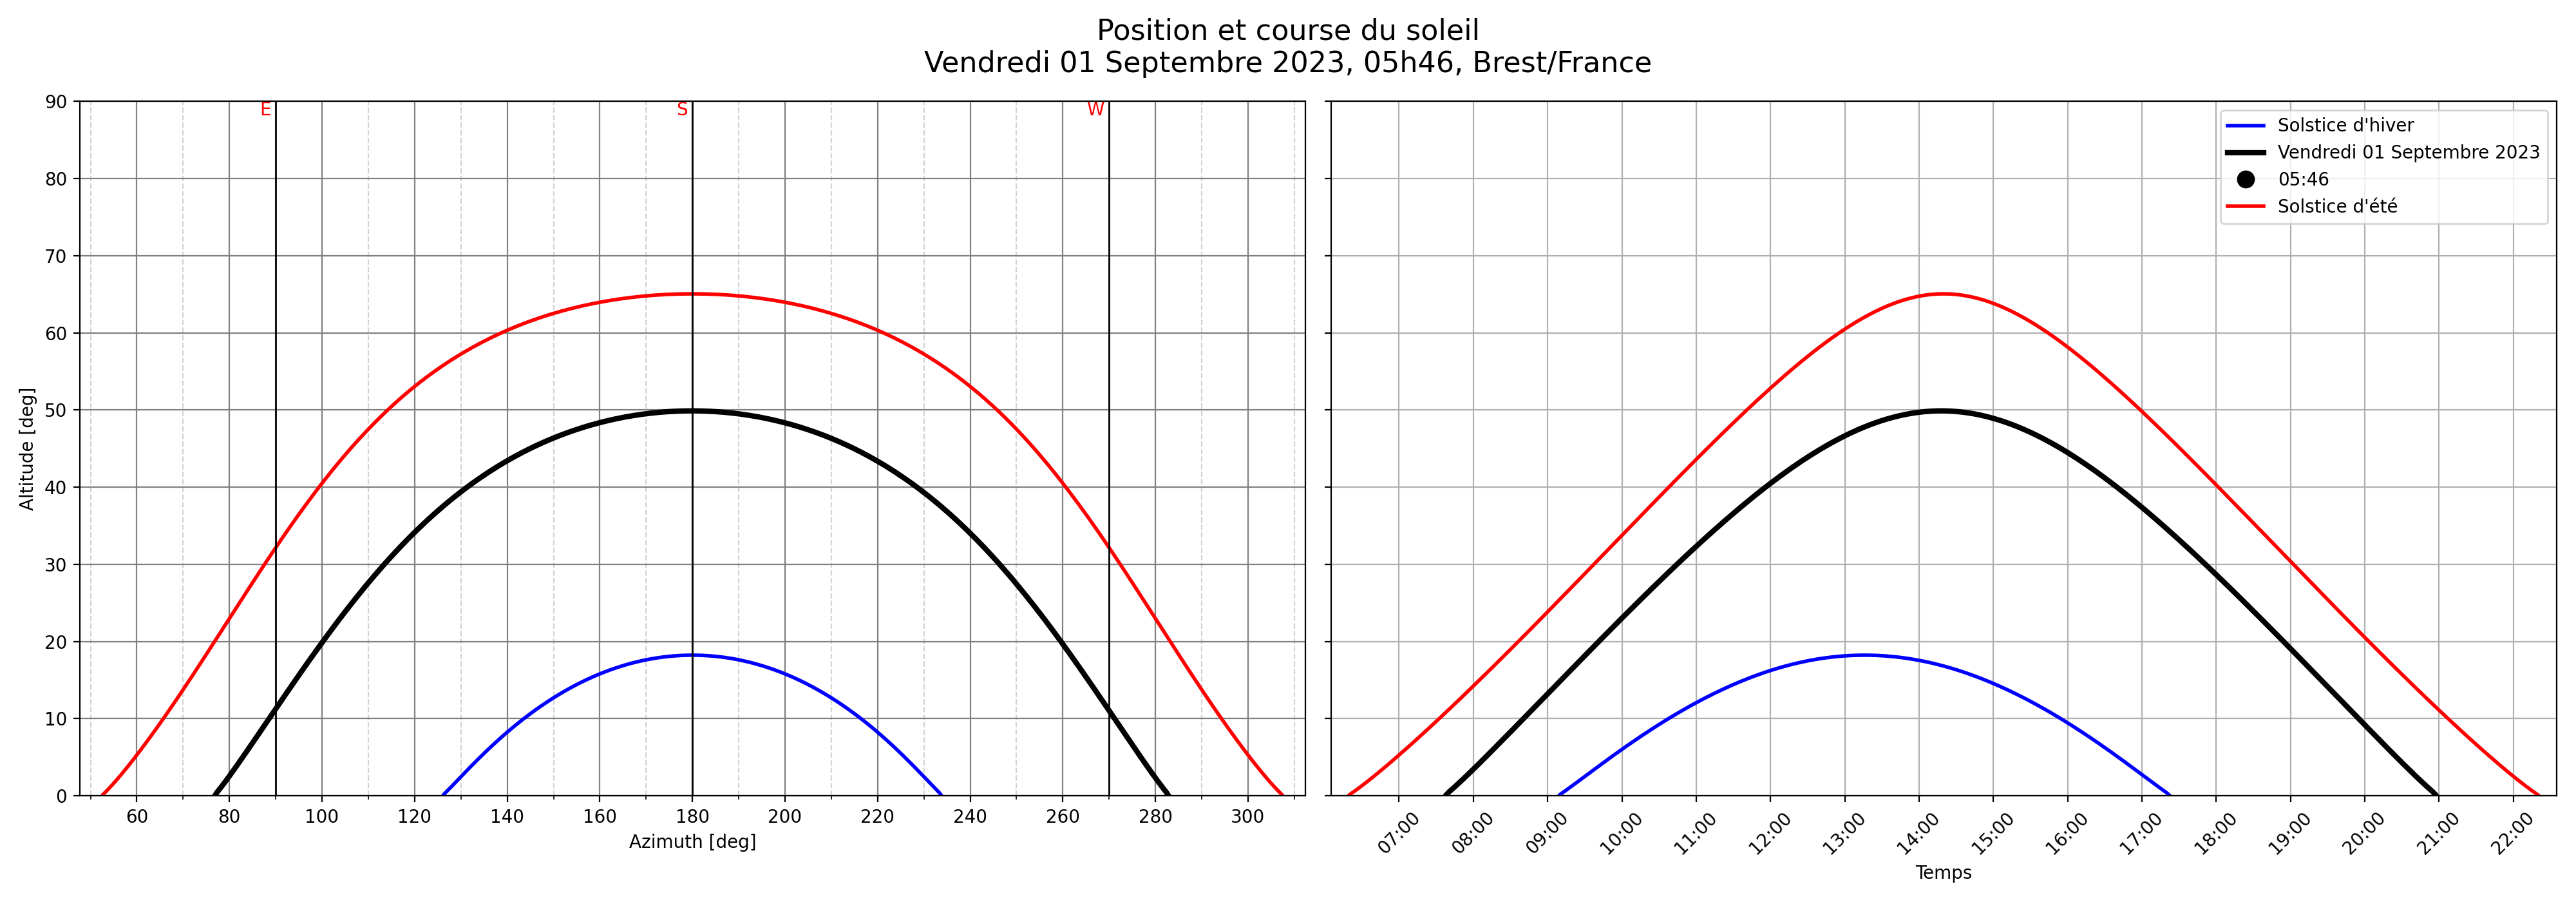 Position et course du soleil
Vendredi 01 Septembre 2023, 05h46, Brest/France
E
S
W
90
80
70
60
50
40
30
20
10
0
Altitude [deg]
60 80 100 120 140 160 180 200 220 240 260 280 300
Azimuth [deg]
Solstice d'hiver
Vendredi 01 Septembre 2023
05:46
Solstice d'été
07:00 08:00 09:00 10:00 11:00 12:00 13:00 14:00 15:00 16:00 17:00 18:00 19:00 20:00 21:00 22:00
Temps